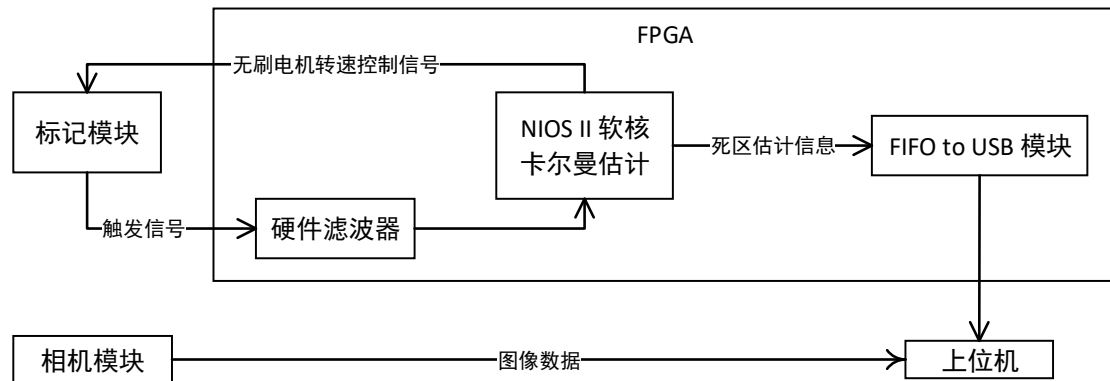 FPGA
无刷电机转速控制信号
标记模块
NIOS II 软核
卡尔曼估计
死区估计信息
FIFO to USB 模块
触发信号
硬件滤波器
相机模块
图像数据
上位机